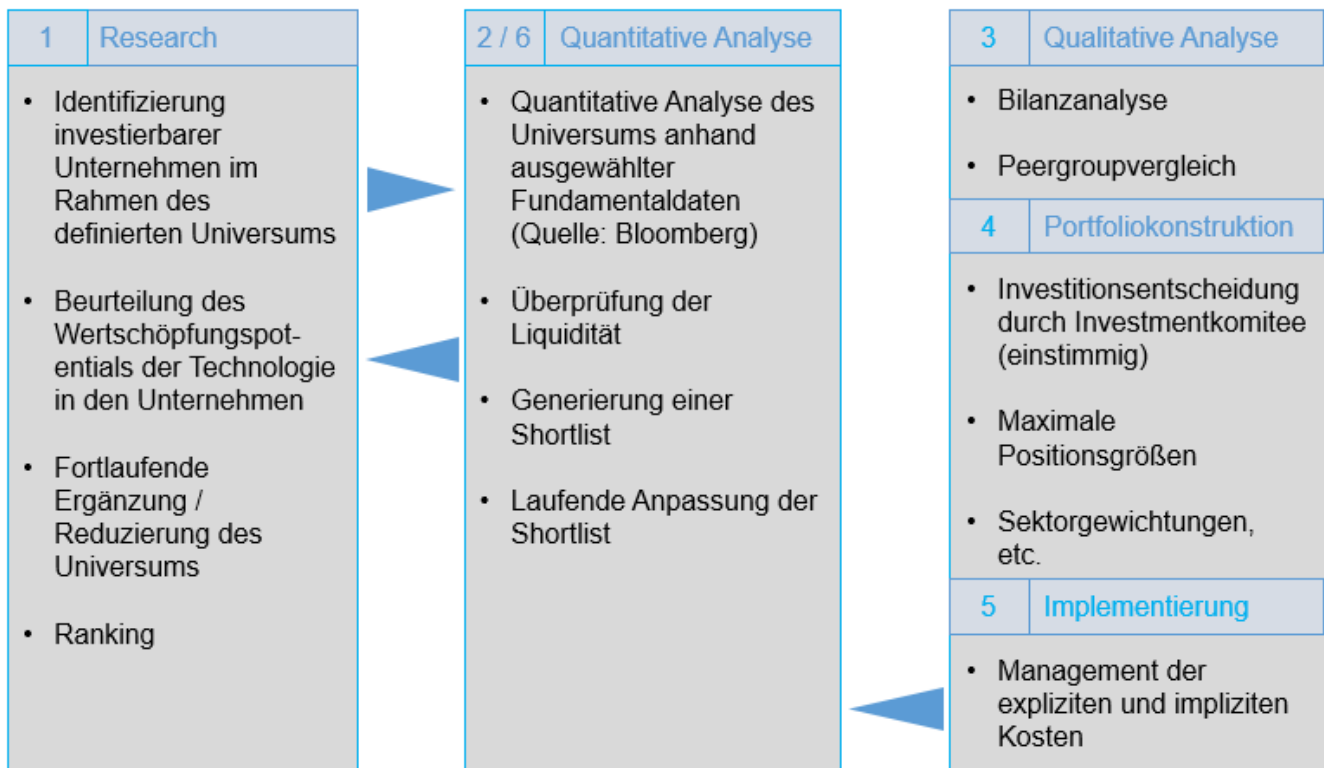 1 Research
• Identifizierung
investierbarer
Unternehmen im
Rahmen des
definierten Universums
• Beurteilung des
Wertschöpfungspot-
entials der Technologie
in den Unternehmen
• Fortlaufende
Ergänzung /
Reduzierung des
Universums
• Ranking
2 / 6 Quantitative Analyse
• Quantitative Analyse des
Universums anhand
ausgewählter
Fundamentaldaten
(Quelle: Bloomberg)
• Überprüfung der
Liquidität
• Generierung einer
Shortlist
• Laufende Anpassung der
Shortlist
3 Qualitative Analyse
• Bilanzanalyse
• Peergroupvergleich
4 Portfoliokonstruktion
• Investitionsentscheidung
durch Investmentkomitee
(einstimmig)
• Maximale
Positionsgrößen
• Sektorgewichtungen,
etc.
5 Implementierung
• Management der
expliziten und impliziten
Kosten